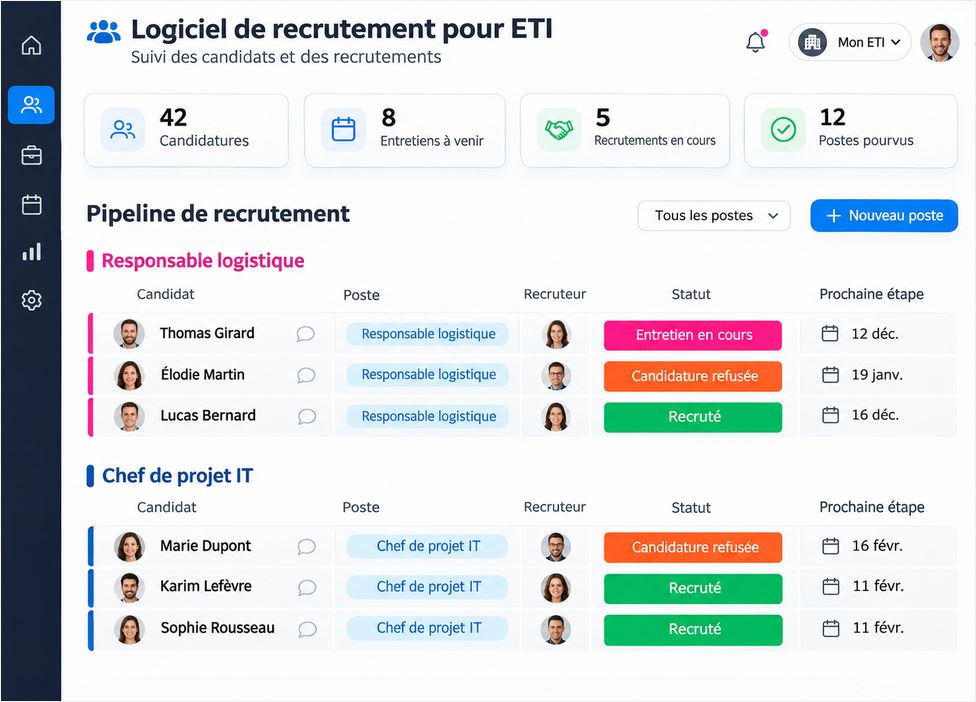 Logiciel de recrutement pour ETI
Suivi des candidats et des recrutements
Mon ETI
42
Candidatures
8
Entretiens à venir
5
Recrutements en cours
12
Postes pourvus
Pipeline de recrutement
Tous les postes
+ Nouveau poste
Responsable logistique
Candidat Poste Recruteur Statut Prochaine étape
Thomas Girard Responsable logistique Entretien en cours 12 déc.
Élodie Martin Responsable logistique Candidature refusée 19 janv.
Lucas Bernard Responsable logistique Recruté 16 déc.
Chef de projet IT
Candidat Poste Recruteur Statut Prochaine étape
Marie Dupont Chef de projet IT Candidature refusée 16 févr.
Karim Lefèvre Chef de projet IT Recruté 11 févr.
Sophie Rousseau Chef de projet IT Recruté 11 févr.